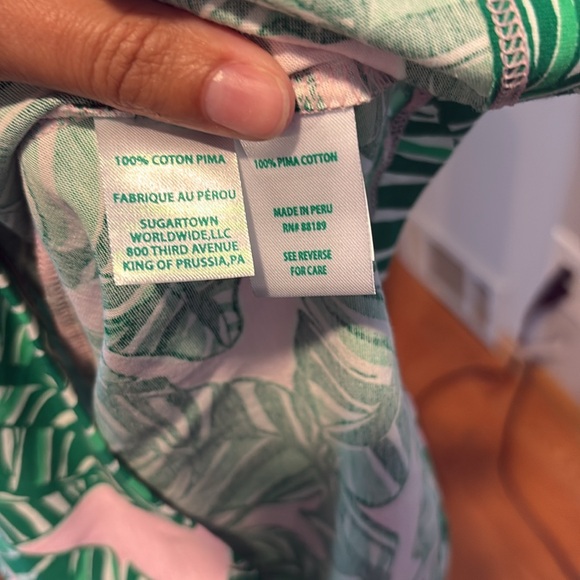 100% COTON PIMA
FABRIQUE AU PÉROU
SUGARTOWN
WORLDWIDE,LLC
800 THIRD AVENUE
KING OF PRUSSIA,PA
100% PIMA COTTON
MADE IN PERU
RN# 88189
SEE REVERSE
FOR CARE